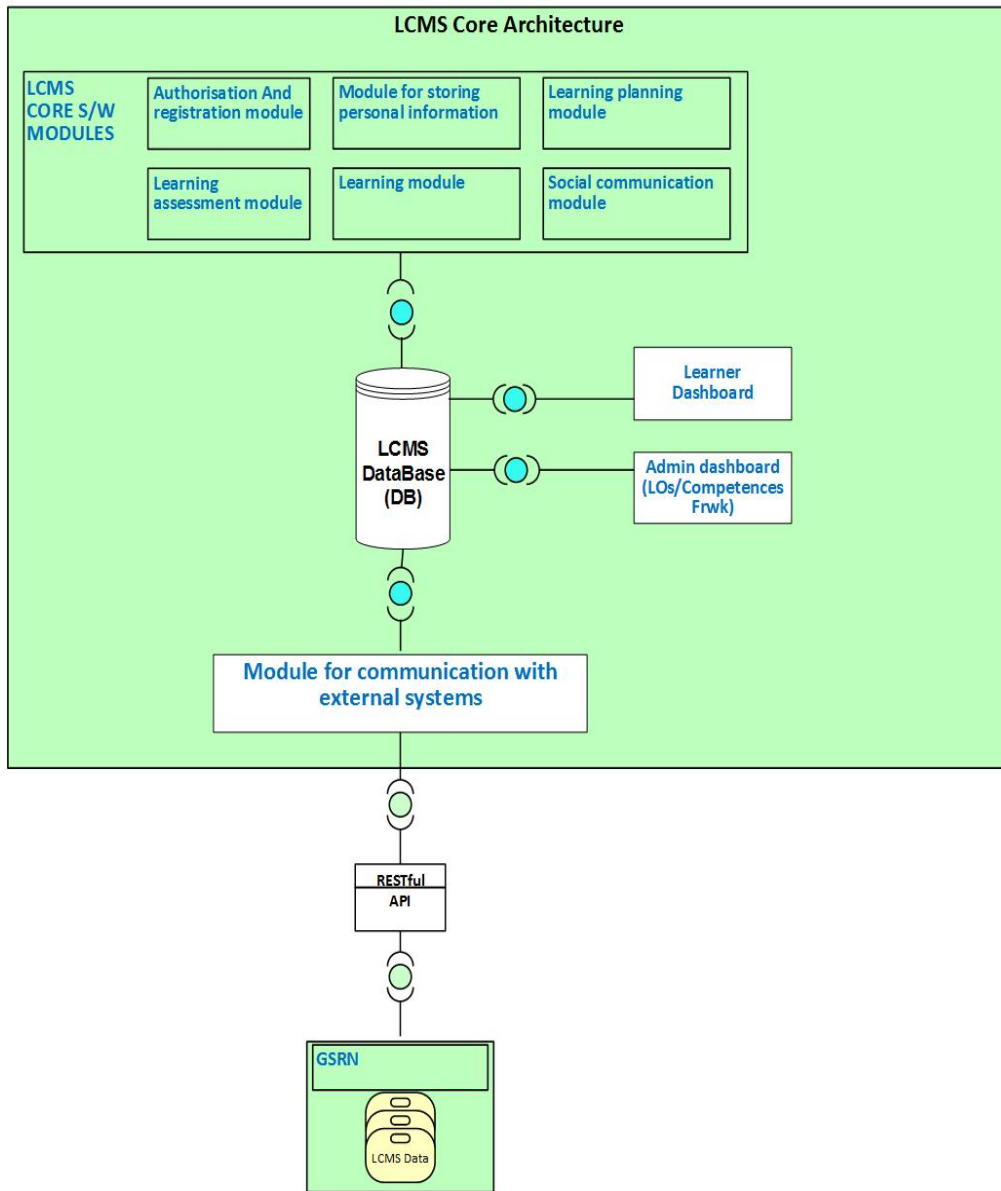 LCMS Core Architecture
LCMS
CORE S/W
MODULES
Authorisation And
registration module
Module for storing
personal information
Learning planning
module
Learning
assessment module
Learning module
Social communication
module
Learner
Dashboard
LCMS
DataBase
(DB)
Admin dashboard
(LOs/Competences
Frwk)
Module for communication with
external systems
RESTful
API
GSRN
LCMS Data